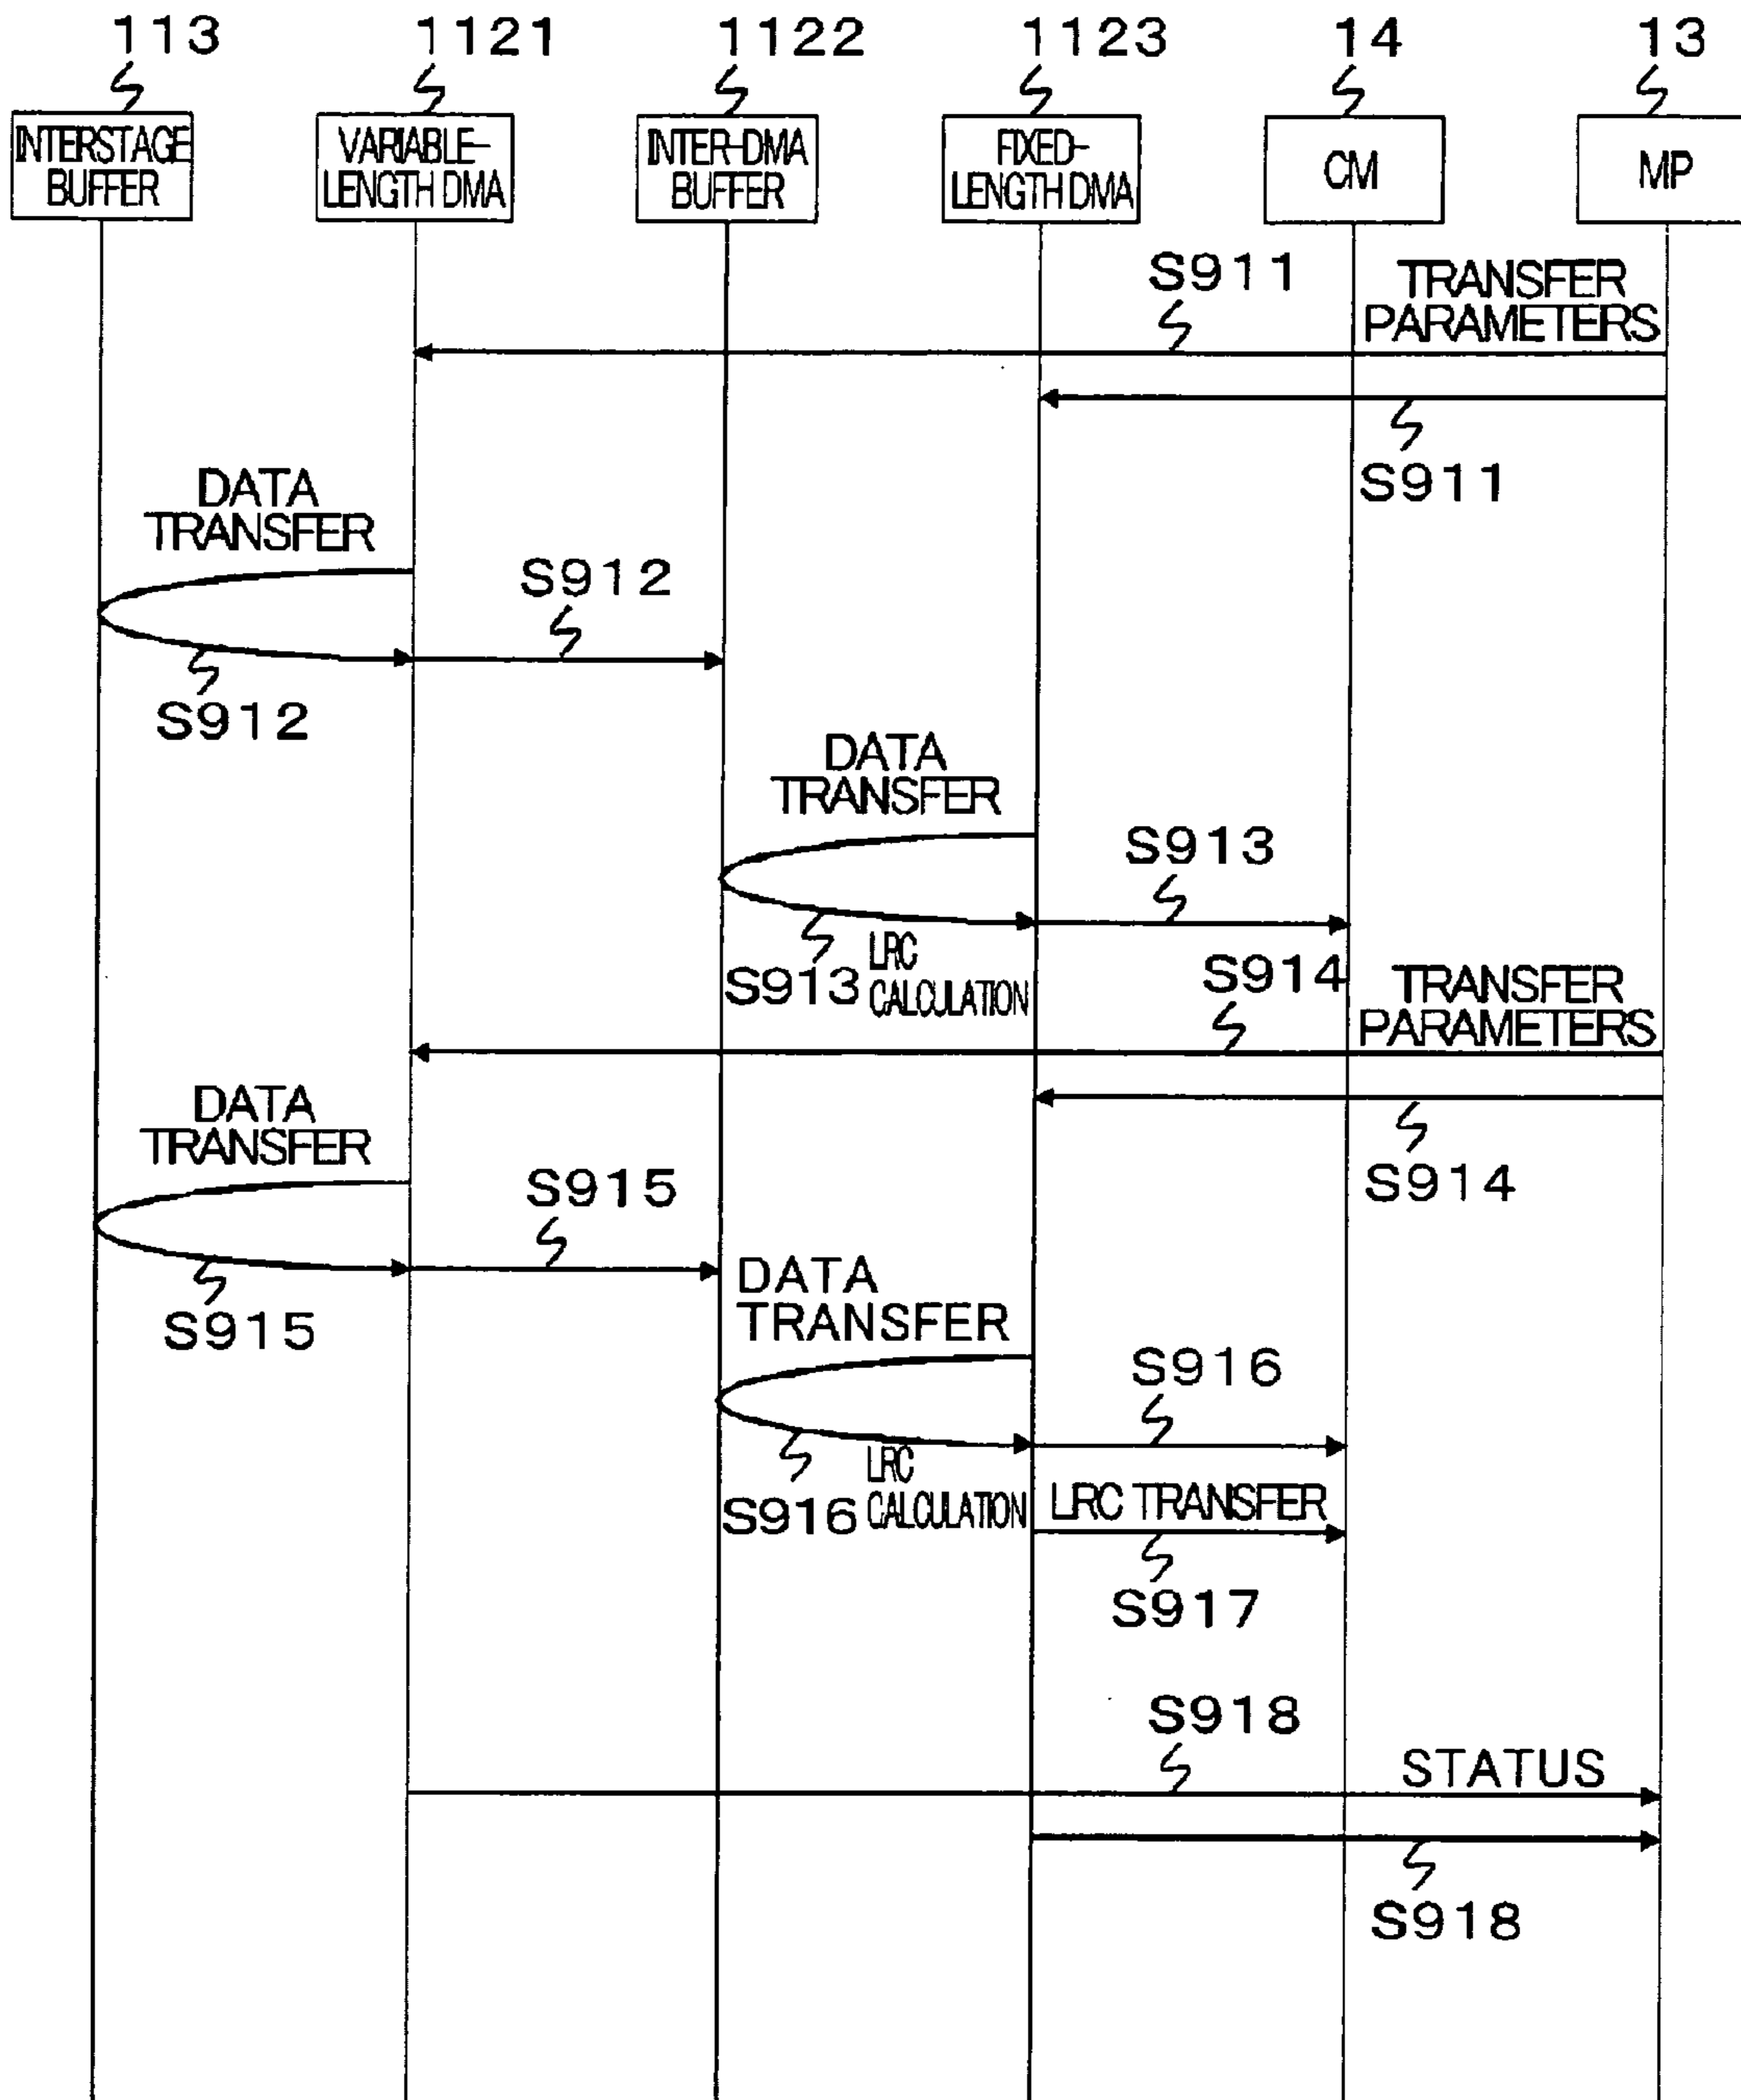 113
1121
1122
1123
14
13
INTERSTAGE
BUFFER
VARIABLE-
LENGTH DMA
INTER-DMA
BUFFER
FIXED-
LENGTH DMA
CM
MP
S911
TRANSFER
PARAMETERS
S911
DATA
TRANSFER
S912
S912
DATA
TRANSFER
S913
S913
LRC
CALCULATION
S914
TRANSFER
PARAMETERS
S914
DATA
TRANSFER
S915
S915
DATA
TRANSFER
S916
S916
LRC
CALCULATION
LRC TRANSFER
S917
S918
STATUS
S918